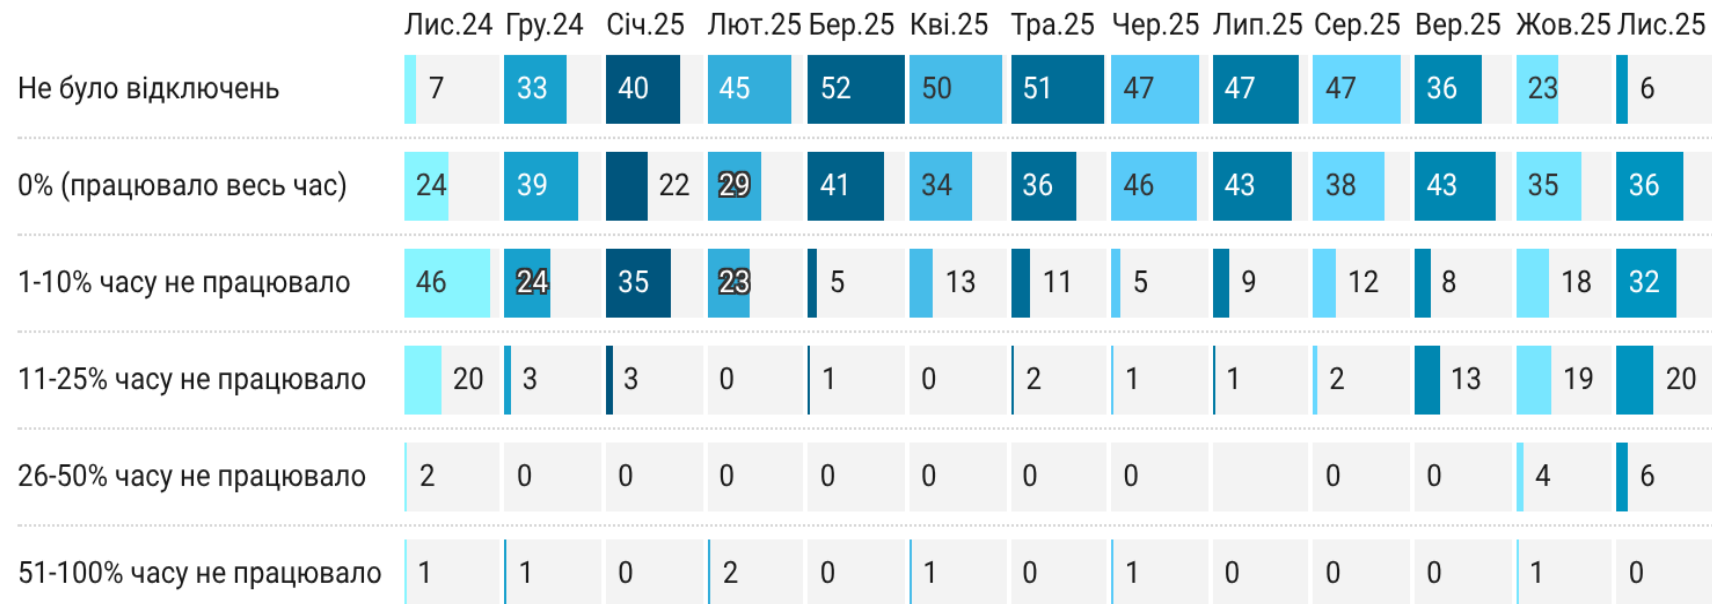 Лис.24 Гру.24 Січ.25 Лют.25 Бер.25 Кві.25 Тра.25 Чер.25 Лип.25 Сер.25 Вер.25 Жов.25 Лис.25
Не було відключень 7 33 40 45 52 50 51 47 47 47 36 23 6
0% (працювало весь час) 24 39 22 29 41 34 36 46 43 38 43 35 36
1-10% часу не працювало 46 24 35 23 5 13 11 5 9 12 8 18 32
11-25% часу не працювало 20 3 3 0 1 0 2 1 1 2 13 19 20
26-50% часу не працювало 2 0 0 0 0 0 0 0 0 0 4 6
51-100% часу не працювало 1 1 0 2 0 1 0 1 0 0 0 1 0